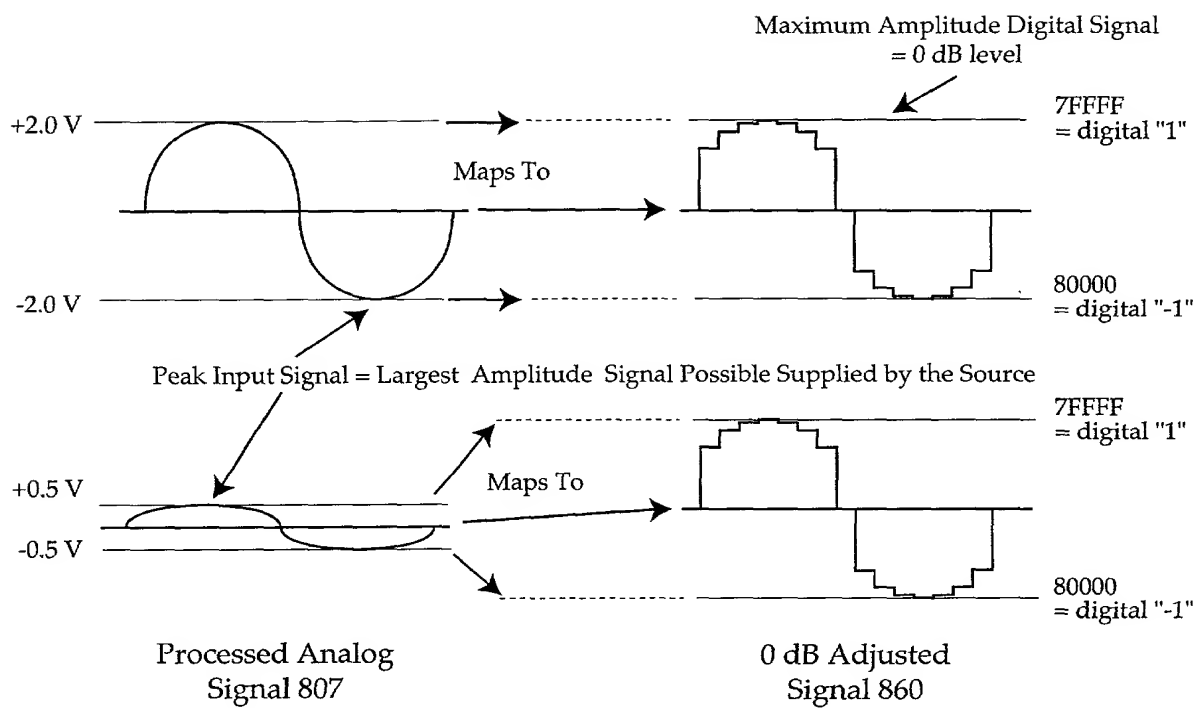 Maximum Amplitude Digital Signal
= 0 dB level
+2.0 V
7FFFF
= digital "1"
Maps To
-2.0 V
80000
= digital "-1"
Peak Input Signal = Largest Amplitude Signal Possible Supplied by the Source
7FFFF
= digital "1"
+0.5 V
Maps To
-0.5 V
80000
= digital "-1"
Processed Analog
Signal 807
0 dB Adjusted
Signal 860